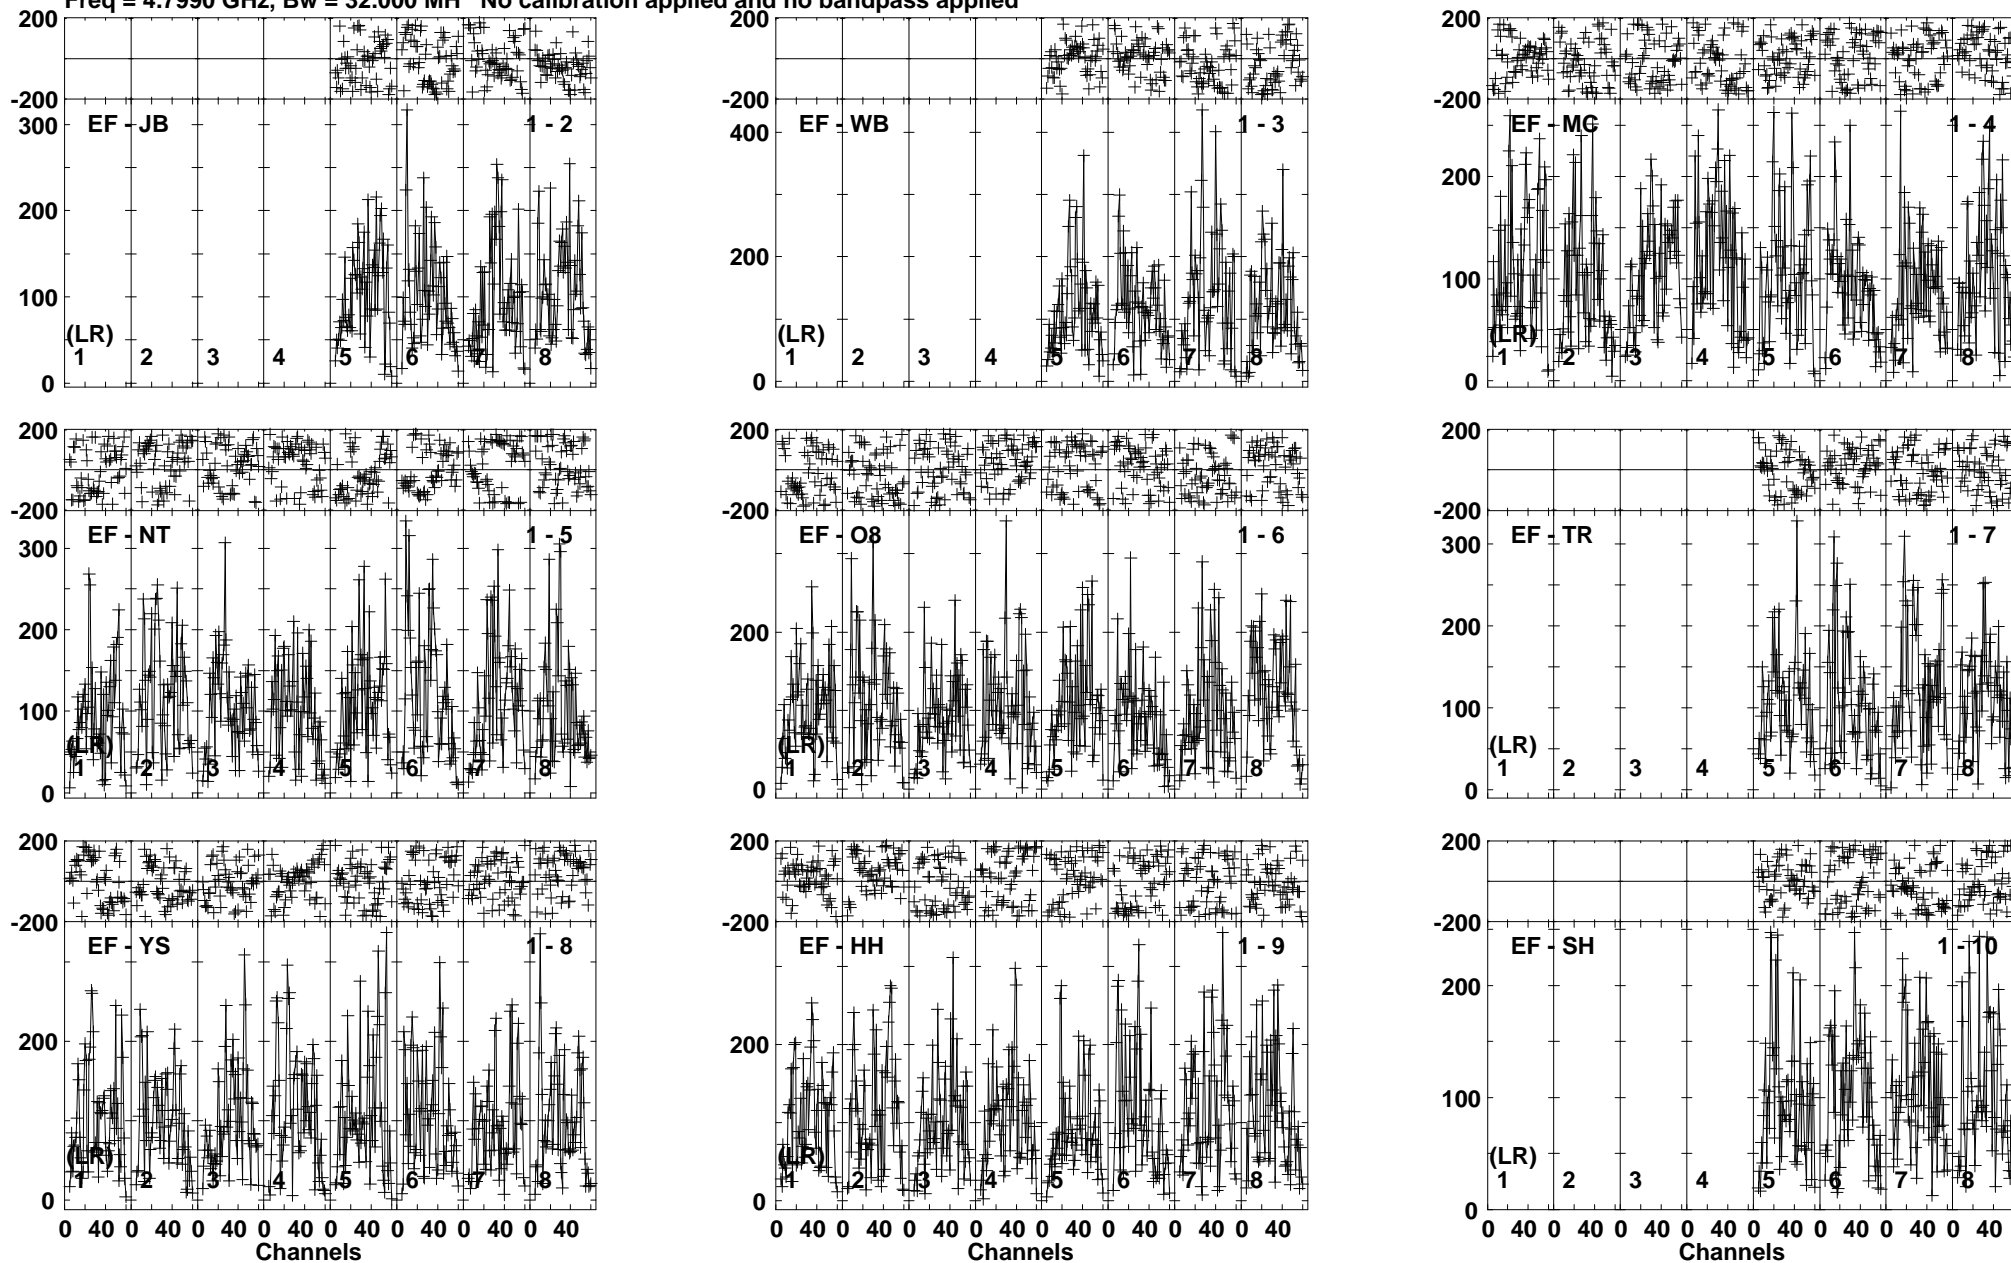 Freq = 4.7990 GHz, Bw = 32.000 MH No calibration applied and no bandpass applied
200
-200
EF - JB 1 - 2
300
200
100
0
(LR)
1 2 3 4 5 6 7 8
200
-200
EF - WB 1 - 3
400
200
0
(LR)
1 2 3 4 5 6 7 8
200
-200
EF - MC 1 - 4
200
100
0
(LR)
1 2 3 4 5 6 7 8
200
-200
EF - NT 1 - 5
300
200
100
0
(LR)
1 2 3 4 5 6 7 8
200
-200
EF - O8 1 - 6
200
0
(LR)
1 2 3 4 5 6 7 8
200
-200
EF - TR 1 - 7
300
200
100
0
(LR)
1 2 3 4 5 6 7 8
200
-200
EF - YS 1 - 8
200
0
(LR)
1 2 3 4 5 6 7 8
0 40 0 40 0 40 0 40 0 40 0 40 0 40 0 40
Channels
200
-200
EF - HH 1 - 9
200
0
(LR)
1 2 3 4 5 6 7 8
0 40 0 40 0 40 0 40 0 40 0 40 0 40 0 40
Channels
200
-200
EF - SH 1 - 10
200
100
0
(LR)
1 2 3 4 5 6 7 8
0 40 0 40 0 40 0 40 0 40 0 40 0 40 0 40
Channels